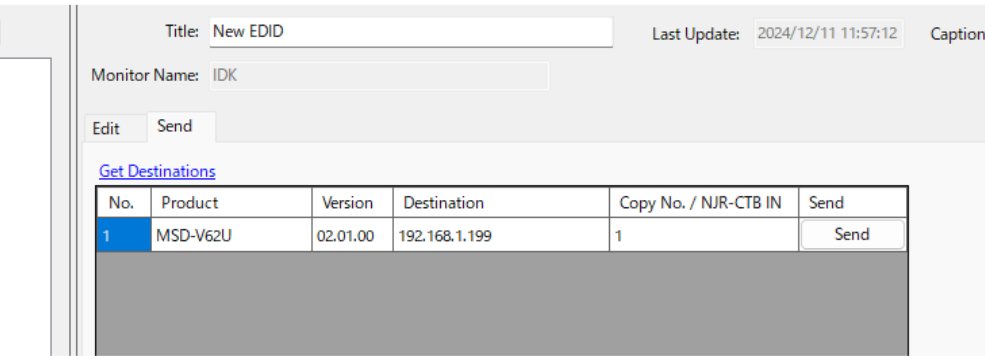 Title: New EDID Last Update: 2024/12/11 11:57:12 Caption
Monitor Name: IDK
Edit Send
Get Destinations
No. Product Version Destination Copy No. / NJR-CTB IN Send
1 MSD-V62U 02.01.00 192.168.1.199 1 Send